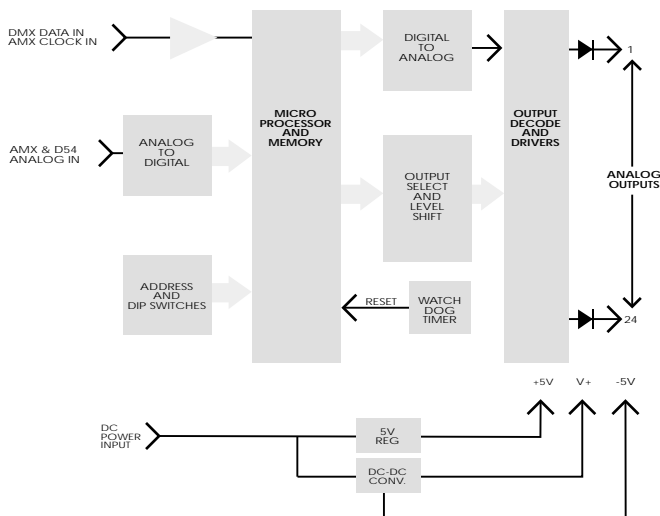 DMX DATA IN
AMX CLOCK IN
DIGITAL
TO
ANALOG
1
MICRO
PROCESSOR
AND
MEMORY
OUTPUT
DECODE
AND
DRIVERS
AMX & D54
ANALOG IN
ANALOG
TO
DIGITAL
OUTPUT
SELECT
AND
LEVEL
SHIFT
ANALOG
OUTPUTS
ADDRESS
AND
DIP SWITCHES
RESET
WATCH
DOG
TIMER
24
+5V
V+
-5V
DC
POWER
INPUT
5V
REG
DC-DC
CONV.